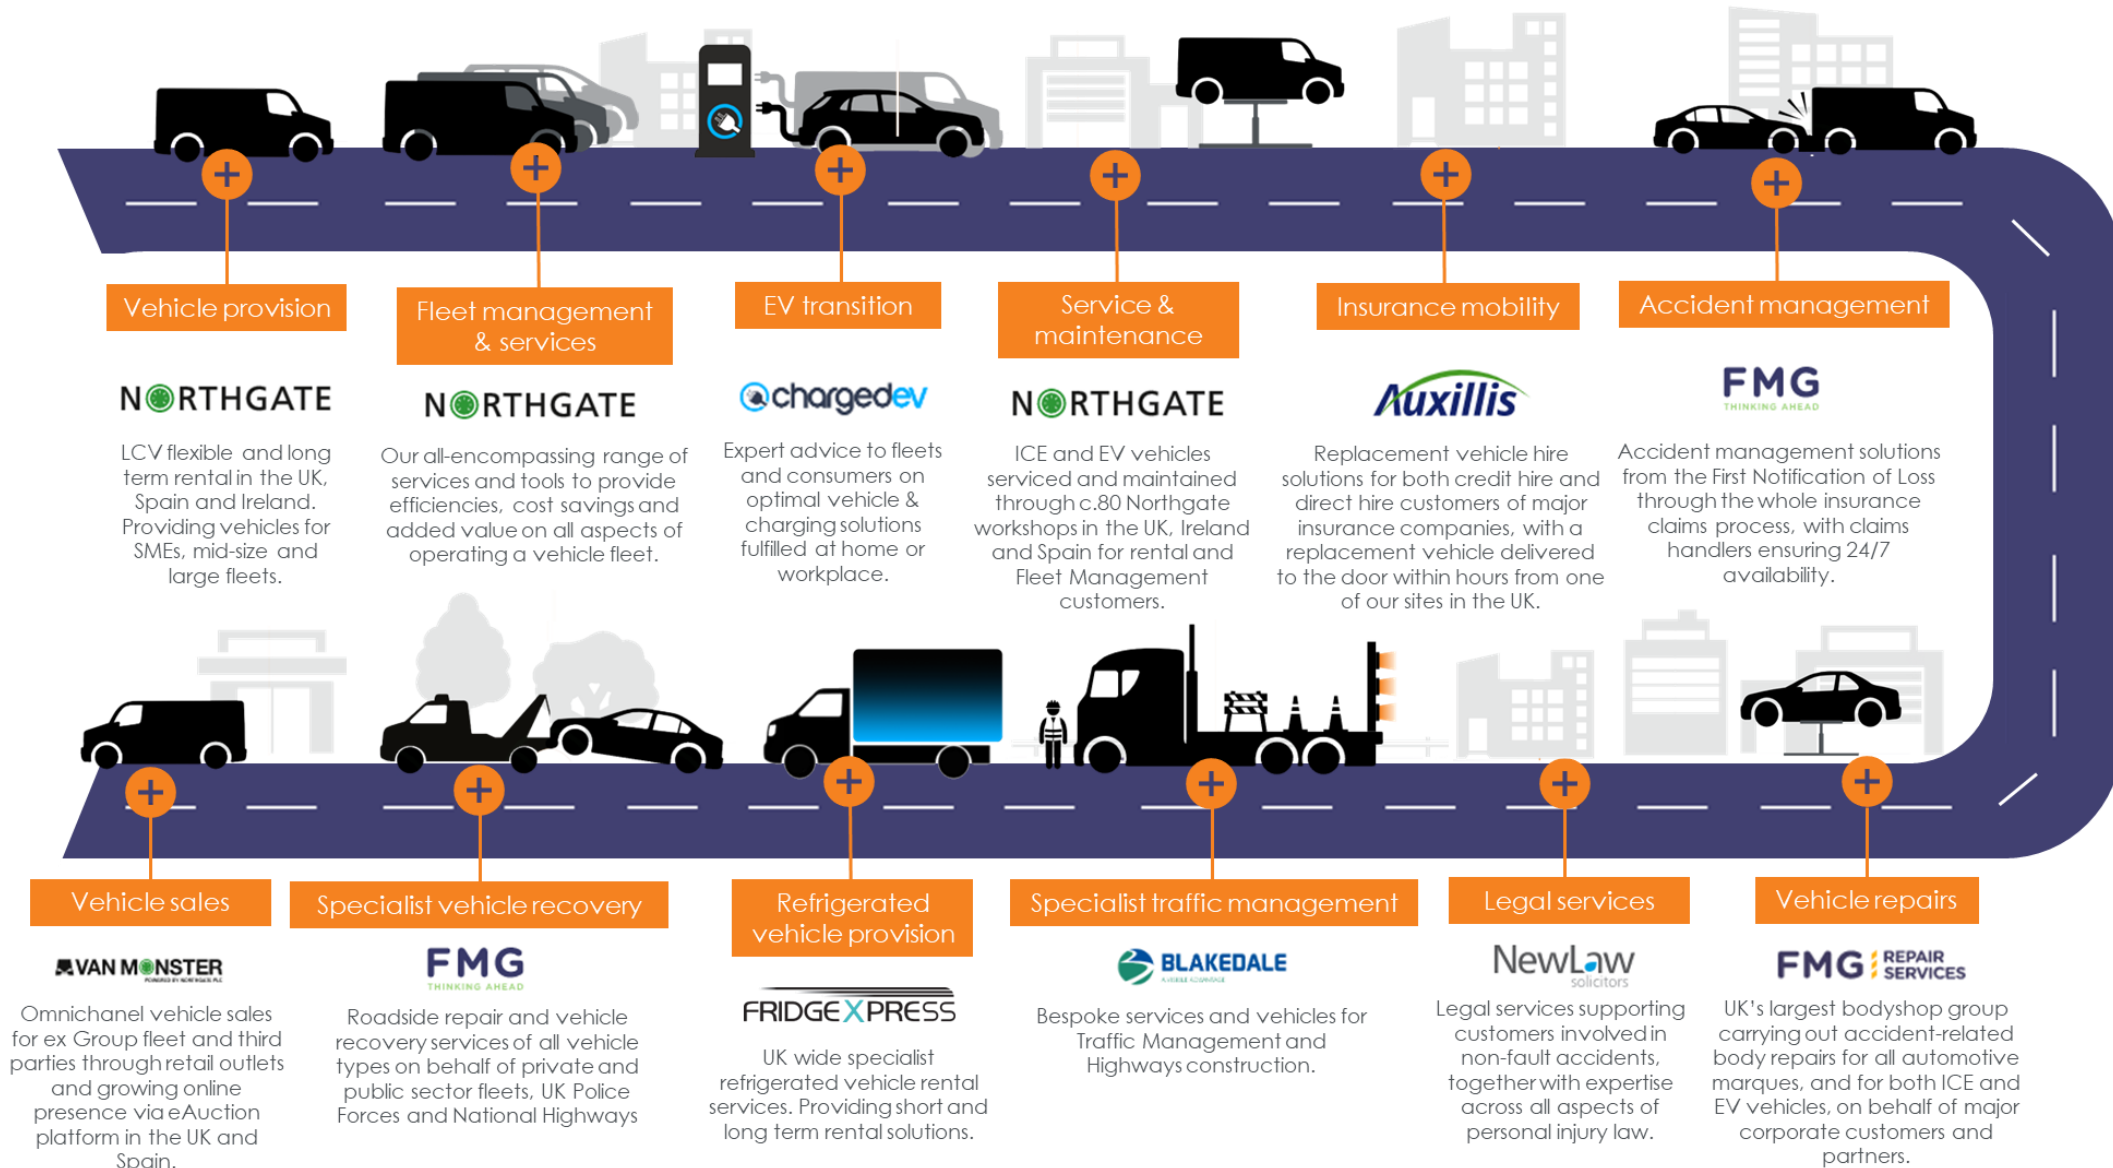 Vehicle provision
NORTHGATE
LCV flexible and long
term rental in the UK,
Spain and Ireland.
Providing vehicles for
SMEs, mid-size and
large fleets.
Fleet management
& services
NORTHGATE
Our all-encompassing range of
services and tools to provide
efficiencies, cost savings and
added value on all aspects of
operating a vehicle fleet.
EV transition
chargedev
Expert advice to fleets
and consumers on
optimal vehicle &
charging solutions
fulfilled at home or
workplace.
Service &
maintenance
NORTHGATE
ICE and EV vehicles
serviced and maintained
through c.80 Northgate
workshops in the UK, Ireland
and Spain for rental and
Fleet Management
customers.
Insurance mobility
Auxillis
Replacement vehicle hire
solutions for both credit hire and
direct hire customers of major
insurance companies, with a
replacement vehicle delivered
to the door within hours from one
of our sites in the UK.
Accident management
FMG
THINKING AHEAD
Accident management solutions
from the First Notification of Loss
through the whole insurance
claims process, with claims
handlers ensuring 24/7
availability.
Vehicle sales
VAN MONSTER
POWERED BY NORTHGATE PLC
Omnichanel vehicle sales
for ex Group fleet and third
parties through retail outlets
and growing online
presence via eAuction
platform in the UK and
Spain.
Specialist vehicle recovery
FMG
THINKING AHEAD
Roadside repair and vehicle
recovery services of all vehicle
types on behalf of private and
public sector fleets, UK Police
Forces and National Highways
Refrigerated
vehicle provision
FRIDGEXPRESS
UK wide specialist
refrigerated vehicle rental
services. Providing short and
long term rental solutions.
Specialist traffic management
BLAKEDALE
Bespoke services and vehicles for
Traffic Management and
Highways construction.
Legal services
NewLaw
solicitors
Legal services supporting
customers involved in
non-fault accidents,
together with expertise
across all aspects of
personal injury law.
Vehicle repairs
FMG REPAIR
SERVICES
UK's largest bodyshop group
carrying out accident-related
body repairs for all automotive
marques, and for both ICE and
EV vehicles, on behalf of major
corporate customers and
partners.